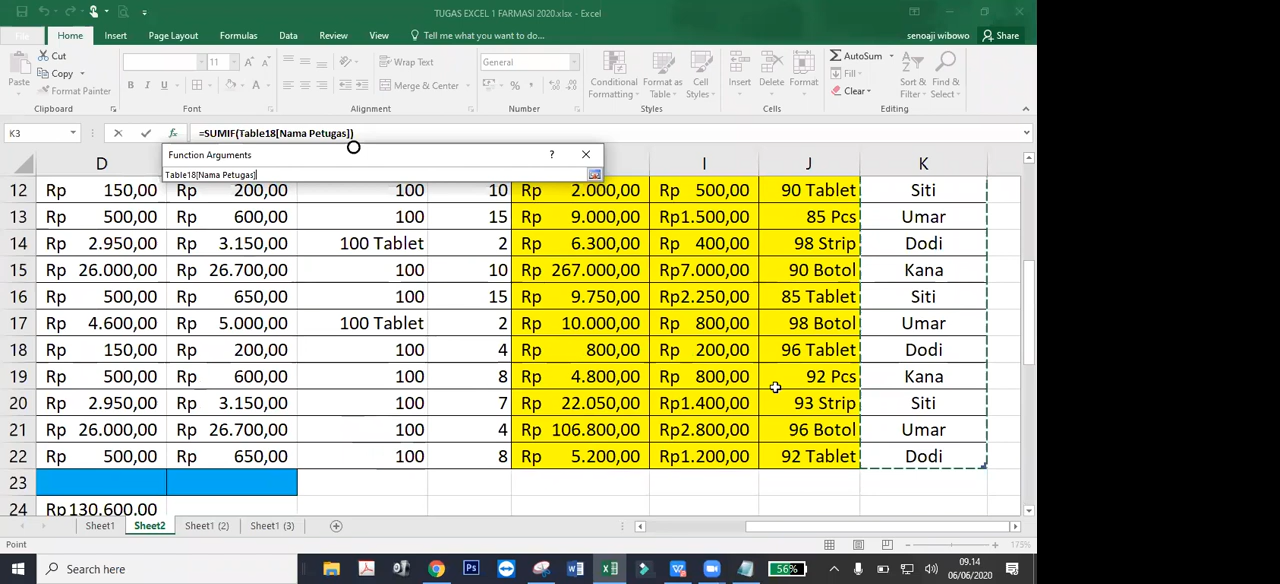 TUGAS EXCEL 1 FARMASI 2020.xlsx - Excel
File Home Insert Page Layout Formulas Data Review View Tell me what you want to do... senoaji wibowo Share
Cut AutoSum
Copy Fill
Format Painter Clear
Paste
11 A A Wrap Text General
B I U A Merge & Center % ,
Conditional Formatting Format as Table Cell Styles
Insert Delete Format
Sort & Filter Find & Select
Clipboard Font Alignment Number Styles Cells Editing
K3 fx =SUMIF(Table18[Nama Petugas])
Function Arguments ?
Table18[Nama Petugas]
D I J K
12 Rp 150,00 Rp 200,00 100 10 Rp 2.000,00 Rp 500,00 90 Tablet Siti
13 Rp 500,00 Rp 600,00 100 15 Rp 9.000,00 Rp1.500,00 85 Pcs Umar
14 Rp 2.950,00 Rp 3.150,00 100 Tablet 2 Rp 6.300,00 Rp 400,00 98 Strip Dodi
15 Rp 26.000,00 Rp 26.700,00 100 10 Rp 267.000,00 Rp7.000,00 90 Botol Kana
16 Rp 500,00 Rp 650,00 100 15 Rp 9.750,00 Rp2.250,00 85 Tablet Siti
17 Rp 4.600,00 Rp 5.000,00 100 Tablet 2 Rp 10.000,00 Rp 800,00 98 Botol Umar
18 Rp 150,00 Rp 200,00 100 4 Rp 800,00 Rp 200,00 96 Tablet Dodi
19 Rp 500,00 Rp 600,00 100 8 Rp 4.800,00 Rp 800,00 92 Pcs Kana
20 Rp 2.950,00 Rp 3.150,00 100 7 Rp 22.050,00 Rp1.400,00 93 Strip Siti
21 Rp 26.000,00 Rp 26.700,00 100 4 Rp 106.800,00 Rp2.800,00 96 Botol Umar
22 Rp 500,00 Rp 650,00 100 8 Rp 5.200,00 Rp1.200,00 92 Tablet Dodi
23
24 Rp130.600,00
Sheet1 Sheet2 Sheet1 (2) Sheet1 (3)
Point 175%
Search here 56% 09.14
06/06/2020